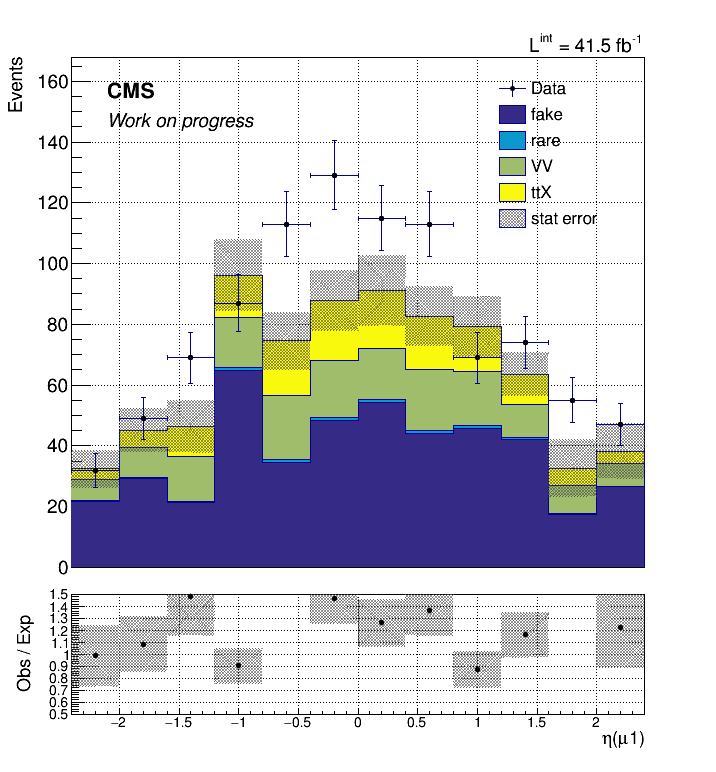 L^int = 41.5 fb^-1
Events
CMS
Work on progress
Data
fake
rare
VV
ttX
stat error
160
140
120
100
80
60
40
20
0
Obs / Exp
1.5
1.4
1.3
1.2
1.1
1
0.9
0.8
0.7
0.6
0.5
−2 −1.5 −1 −0.5 0 0.5 1 1.5 2
η(μ1)